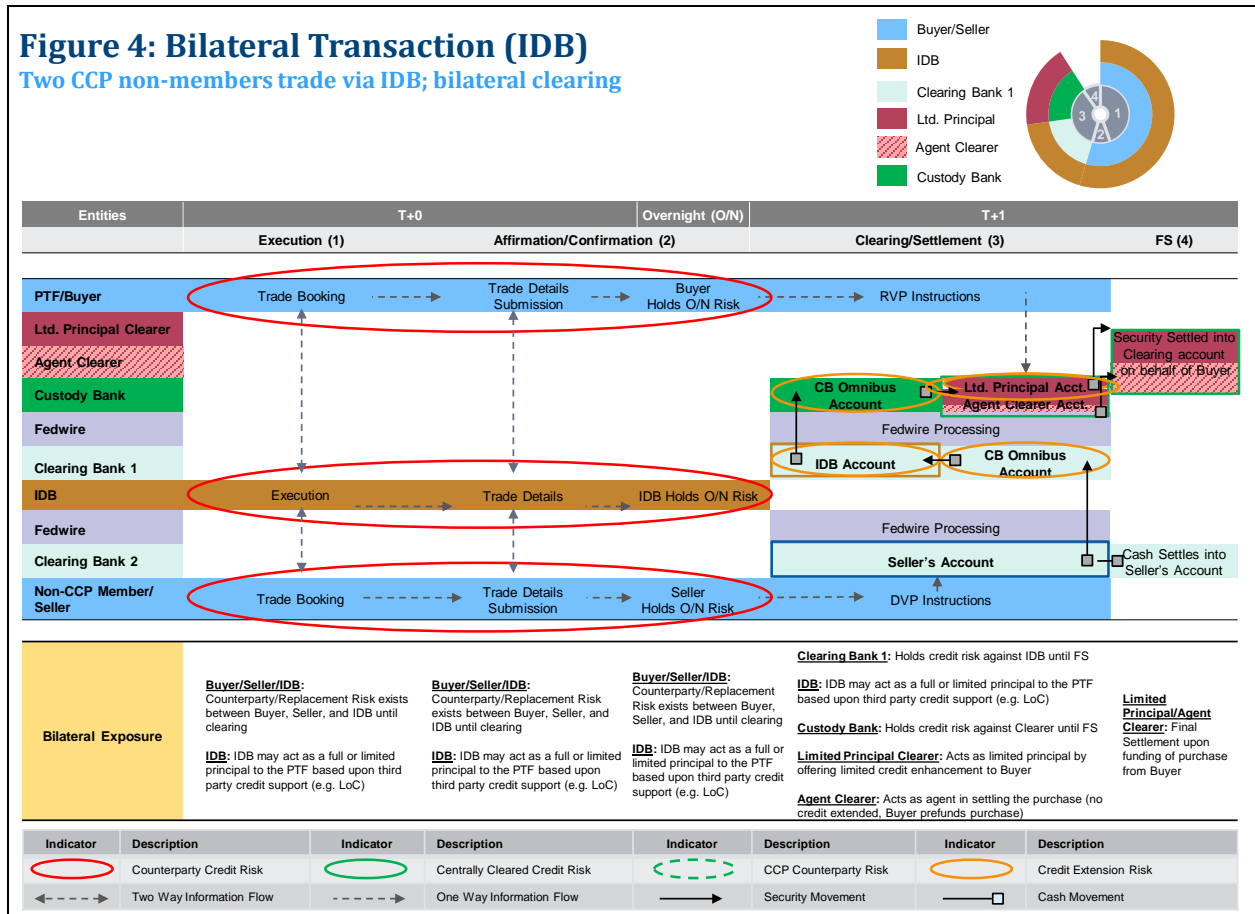 Figure 4: Bilateral Transaction (IDB)
Two CCP non-members trade via IDB; bilateral clearing
Buyer/Seller
IDB
Clearing Bank 1
Ltd. Principal
Agent Clearer
Custody Bank
1
2
3
4
Entities
T+0
Overnight (O/N)
T+1
Execution (1)
Affirmation/Confirmation (2)
Clearing/Settlement (3)
FS (4)
PTF/Buyer
Trade Booking
Trade Details
Submission
Buyer
Holds O/N Risk
RVP Instructions
Ltd. Principal Clearer
Agent Clearer
Security Settled into
Clearing account
on behalf of Buyer
Custody Bank
CB Omnibus
Account
Ltd. Principal Acct.
Agent Clearer Acct.
Fedwire
Fedwire Processing
Clearing Bank 1
IDB Account
CB Omnibus
Account
IDB
Execution
Trade Details
IDB Holds O/N Risk
Fedwire
Fedwire Processing
Clearing Bank 2
Seller's Account
Cash Settles into
Seller's Account
Non-CCP Member/
Seller
Trade Booking
Trade Details
Submission
Seller
Holds O/N Risk
DVP Instructions
Bilateral Exposure
Buyer/Seller/IDB:
Counterparty/Replacement Risk exists
between Buyer, Seller, and IDB until
clearing
IDB: IDB may act as a full or limited
principal to the PTF based upon third
party credit support (e.g. LoC)
Buyer/Seller/IDB:
Counterparty/Replacement Risk
exists between Buyer, Seller, and
IDB until clearing
IDB: IDB may act as a full or limited
principal to the PTF based upon
third party credit support (e.g. LoC)
Buyer/Seller/IDB:
Counterparty/Replacement
Risk exists between Buyer,
Seller, and IDB until clearing
IDB: IDB may act as a full or
limited principal to the PTF
based upon third party credit
support (e.g. LoC)
Clearing Bank 1: Holds credit risk against IDB until FS
IDB: IDB may act as a full or limited principal to the PTF
based upon third party credit support (e.g. LoC)
Custody Bank: Holds credit risk against Clearer until FS
Limited Principal Clearer: Acts as limited principal by
offering limited credit enhancement to Buyer
Agent Clearer: Acts as agent in settling the purchase (no
credit extended, Buyer prefunds purchase)
Limited
Principal/Agent
Clearer: Final
Settlement upon
funding of purchase
from Buyer
Indicator
Description
Indicator
Description
Indicator
Description
Indicator
Description
Counterparty Credit Risk
Centrally Cleared Credit Risk
CCP Counterparty Risk
Credit Extension Risk
Two Way Information Flow
One Way Information Flow
Security Movement
Cash Movement